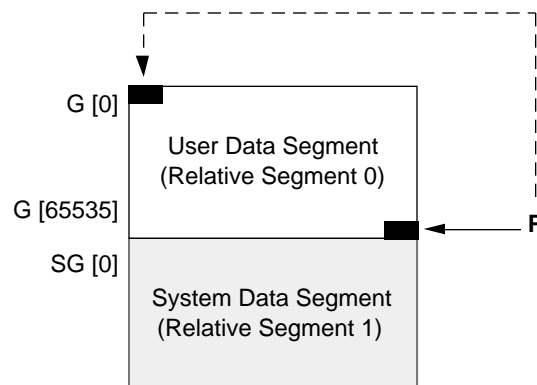 G [0]
User Data Segment
(Relative Segment 0)
G [65535]
SG [0]
System Data Segment
(Relative Segment 1)